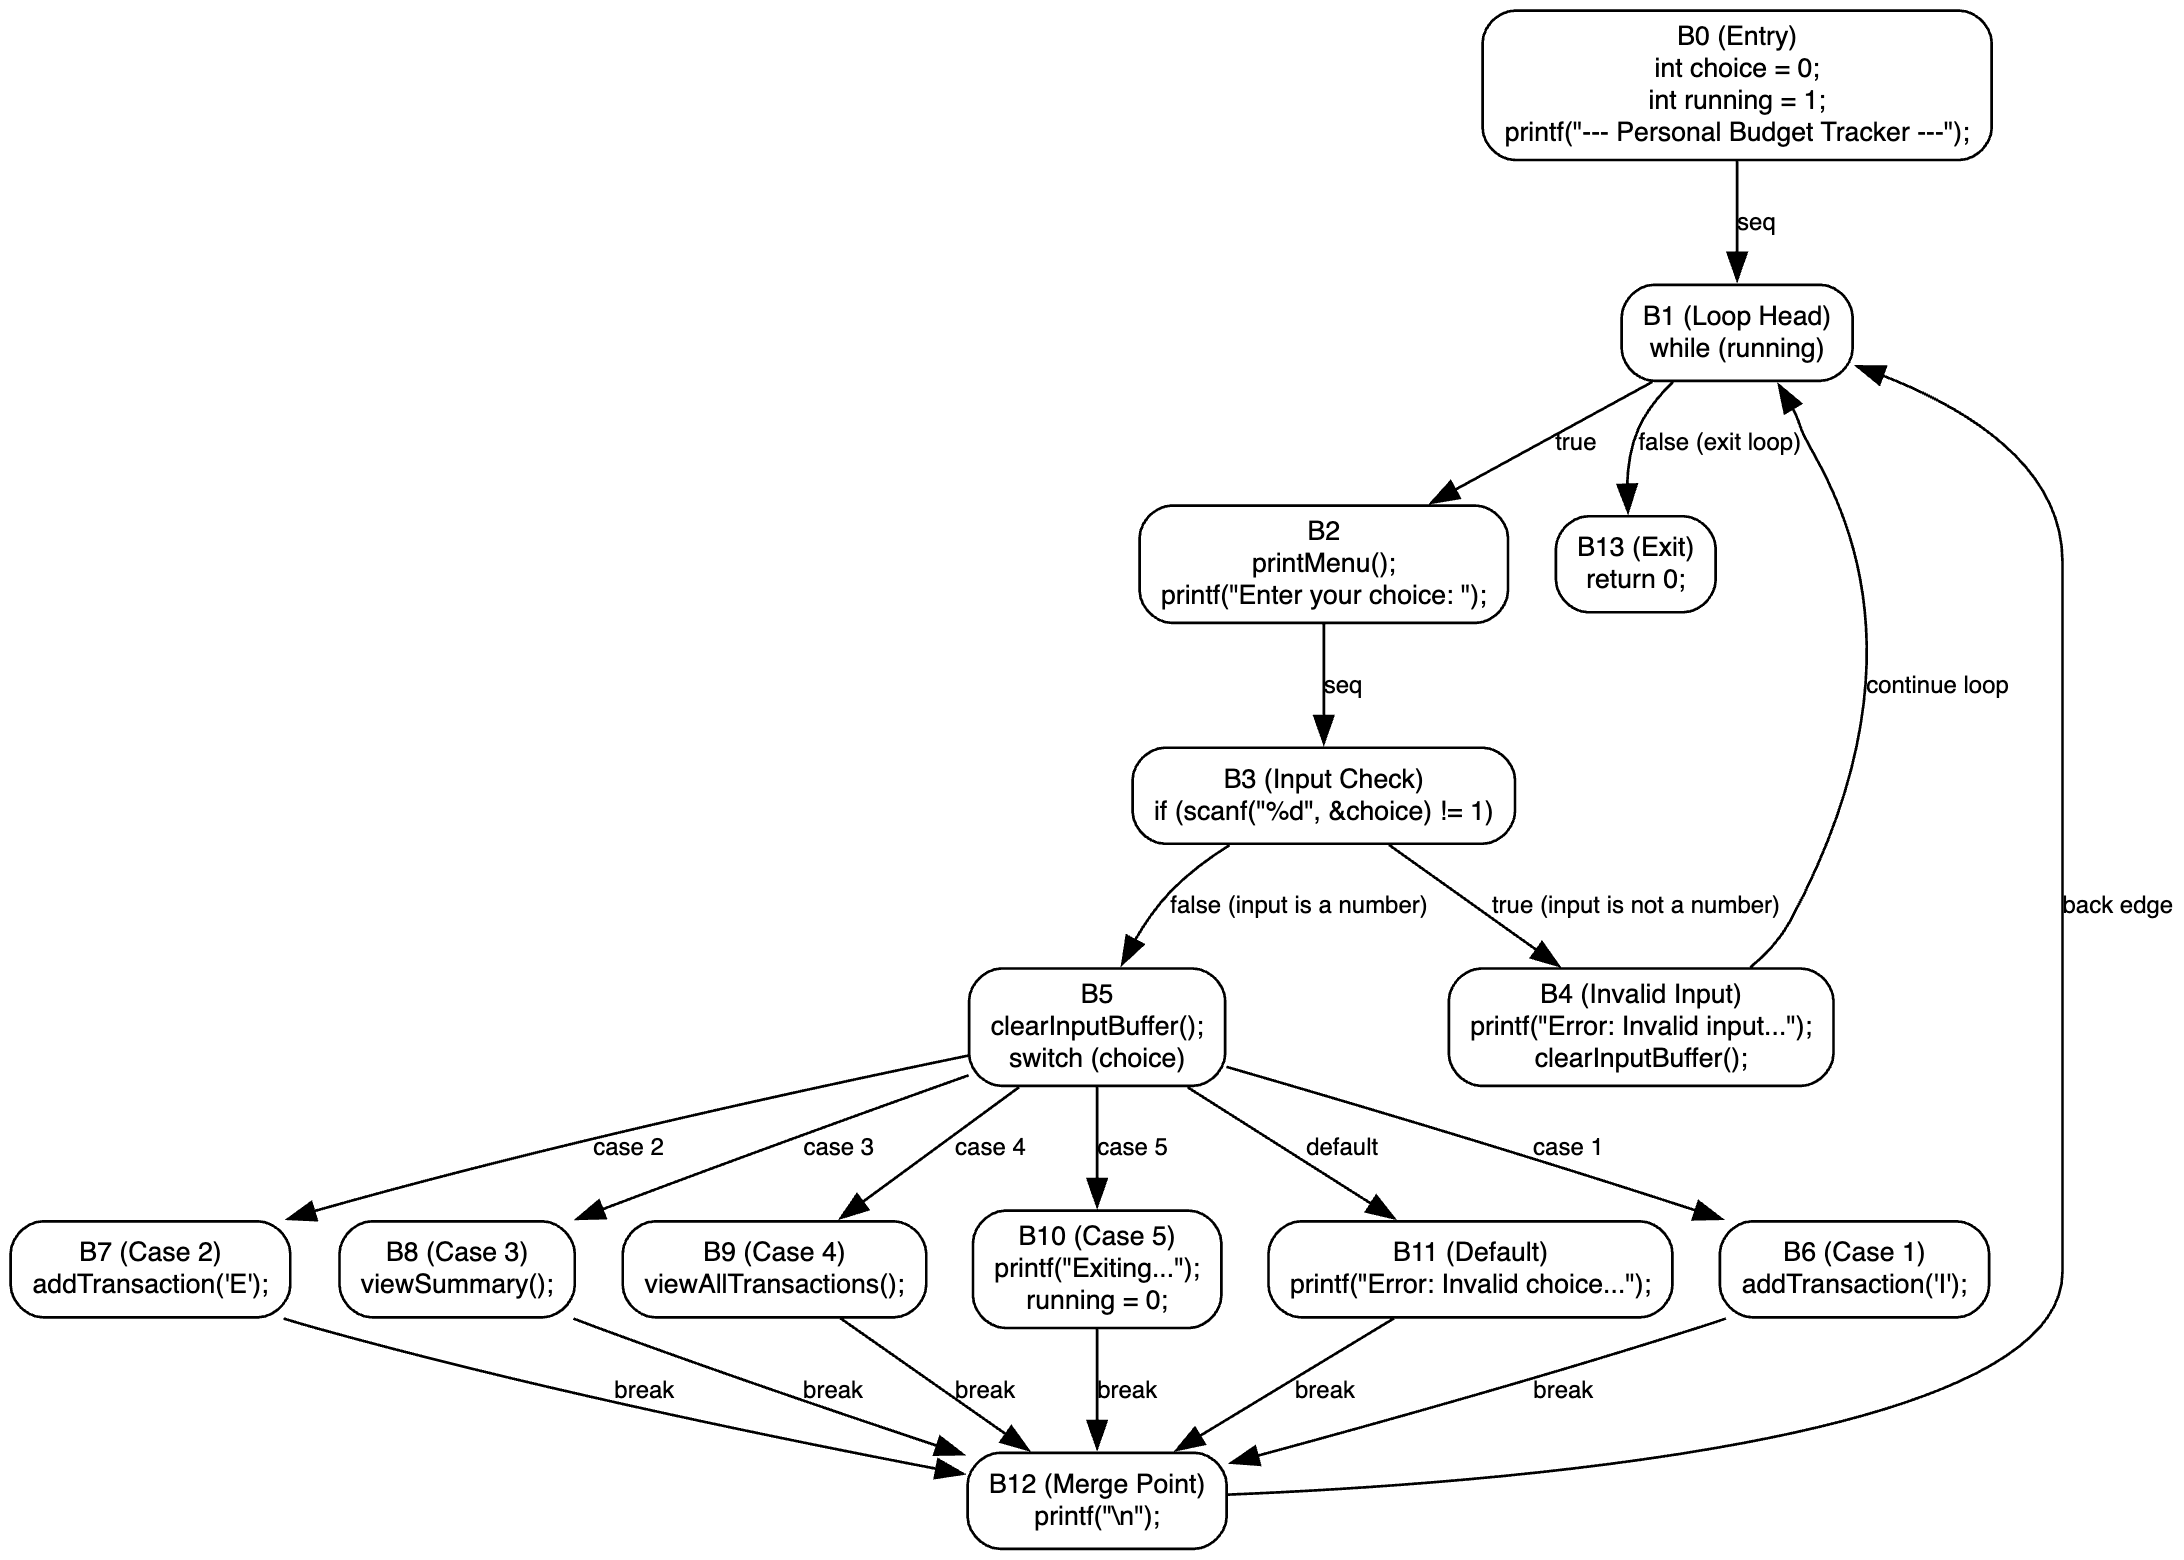 B0 (Entry)
int choice = 0;
int running = 1;
printf("--- Personal Budget Tracker ---");
seq
B1 (Loop Head)
while (running)
true
false (exit loop)
B2
printMenu();
printf("Enter your choice: ");
B13 (Exit)
return 0;
seq
continue loop
B3 (Input Check)
if (scanf("%d", &choice) != 1)
false (input is a number)
true (input is not a number)
back edge
B5
clearInputBuffer();
switch (choice)
B4 (Invalid Input)
printf("Error: Invalid input...");
clearInputBuffer();
case 2
case 3
case 4
case 5
default
case 1
B7 (Case 2)
addTransaction('E');
B8 (Case 3)
viewSummary();
B9 (Case 4)
viewAllTransactions();
B10 (Case 5)
printf("Exiting...");
running = 0;
B11 (Default)
printf("Error: Invalid choice...");
B6 (Case 1)
addTransaction('I');
break
break
break
break
break
break
B12 (Merge Point)
printf("\n");